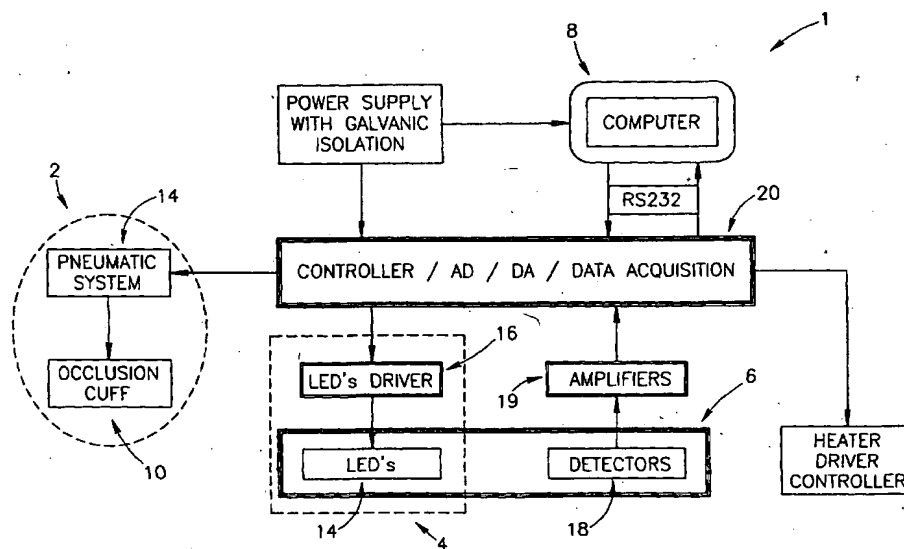 1
8
POWER SUPPLY
WITH GALVANIC
ISOLATION
COMPUTER
2
14
RS232
20
PNEUMATIC
SYSTEM
CONTROLLER / AD / DA / DATA ACQUISITION
16
LED's DRIVER
AMPLIFIERS
19
6
OCCLUSION
CUFF
10
LED's
DETECTORS
HEATER
DRIVER
CONTROLLER
14
4
18